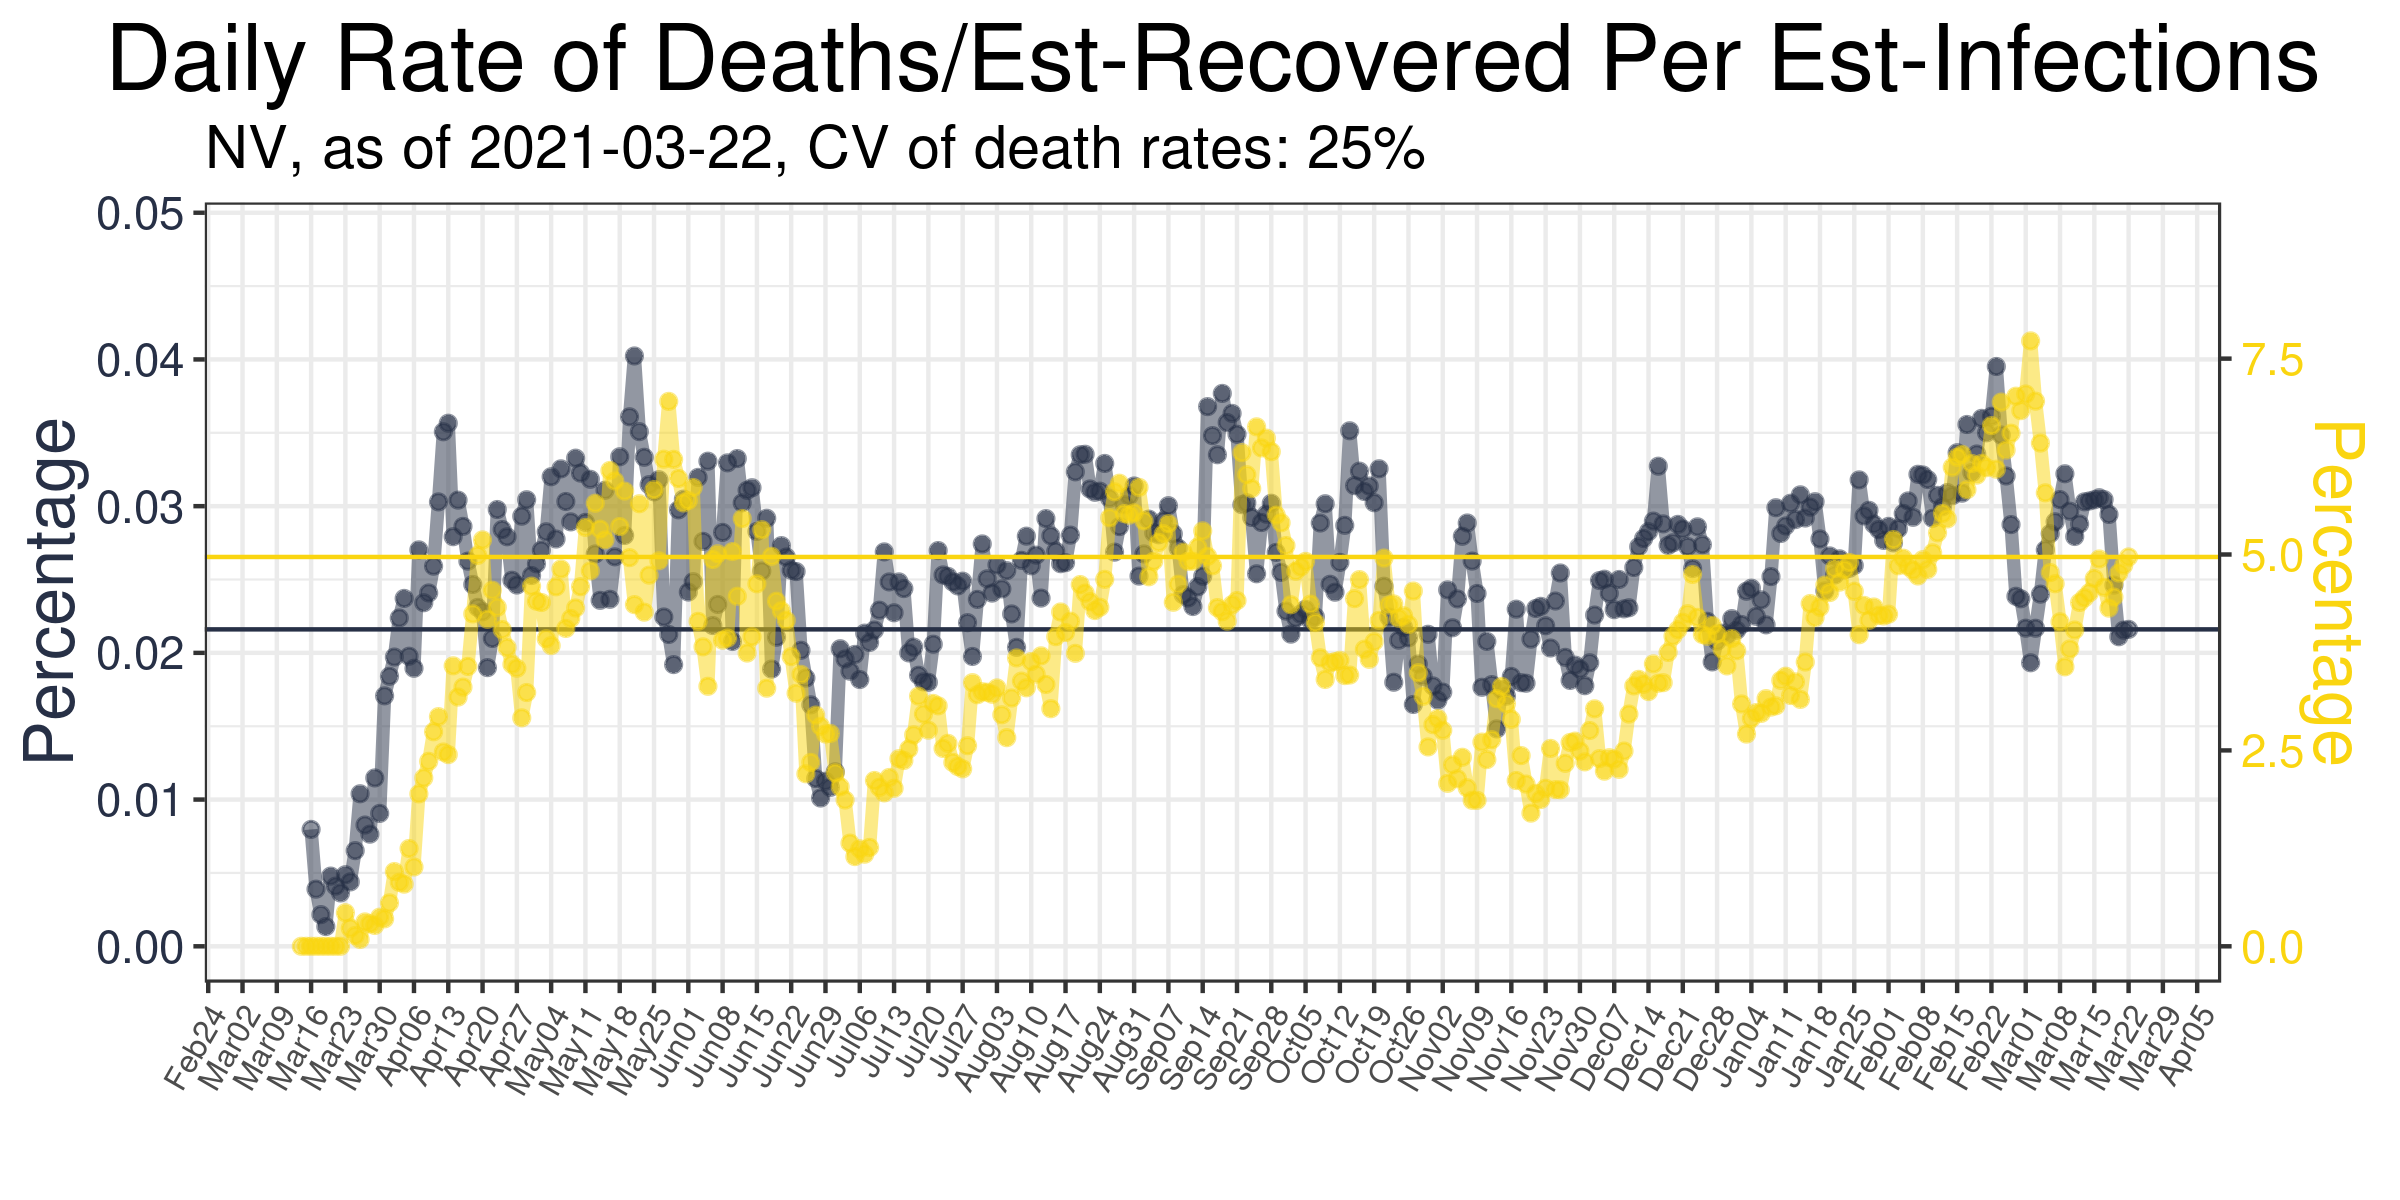 Daily Rate of Deaths/Est-Recovered Per Est-Infections
NV, as of 2021-03-22, CV of death rates: 25%
Percentage
0.05
0.04
0.03
0.02
0.01
0.00
7.5
5.0
2.5
0.0
Percentage
Feb24 Mar02 Mar09 Mar16 Mar23 Mar30 Apr06 Apr13 Apr20 Apr27 May04 May11 May18 May25 Jun01 Jun08 Jun15 Jun22 Jun29 Jul06 Jul13 Jul20 Jul27 Aug03 Aug10 Aug17 Aug24 Aug31 Sep07 Sep14 Sep21 Sep28 Oct05 Oct12 Oct19 Oct26 Nov02 Nov09 Nov16 Nov23 Nov30 Dec07 Dec14 Dec21 Dec28 Jan04 Jan11 Jan18 Jan25 Feb01 Feb08 Feb15 Feb22 Mar01 Mar08 Mar15 Mar22 Mar29 Apr05